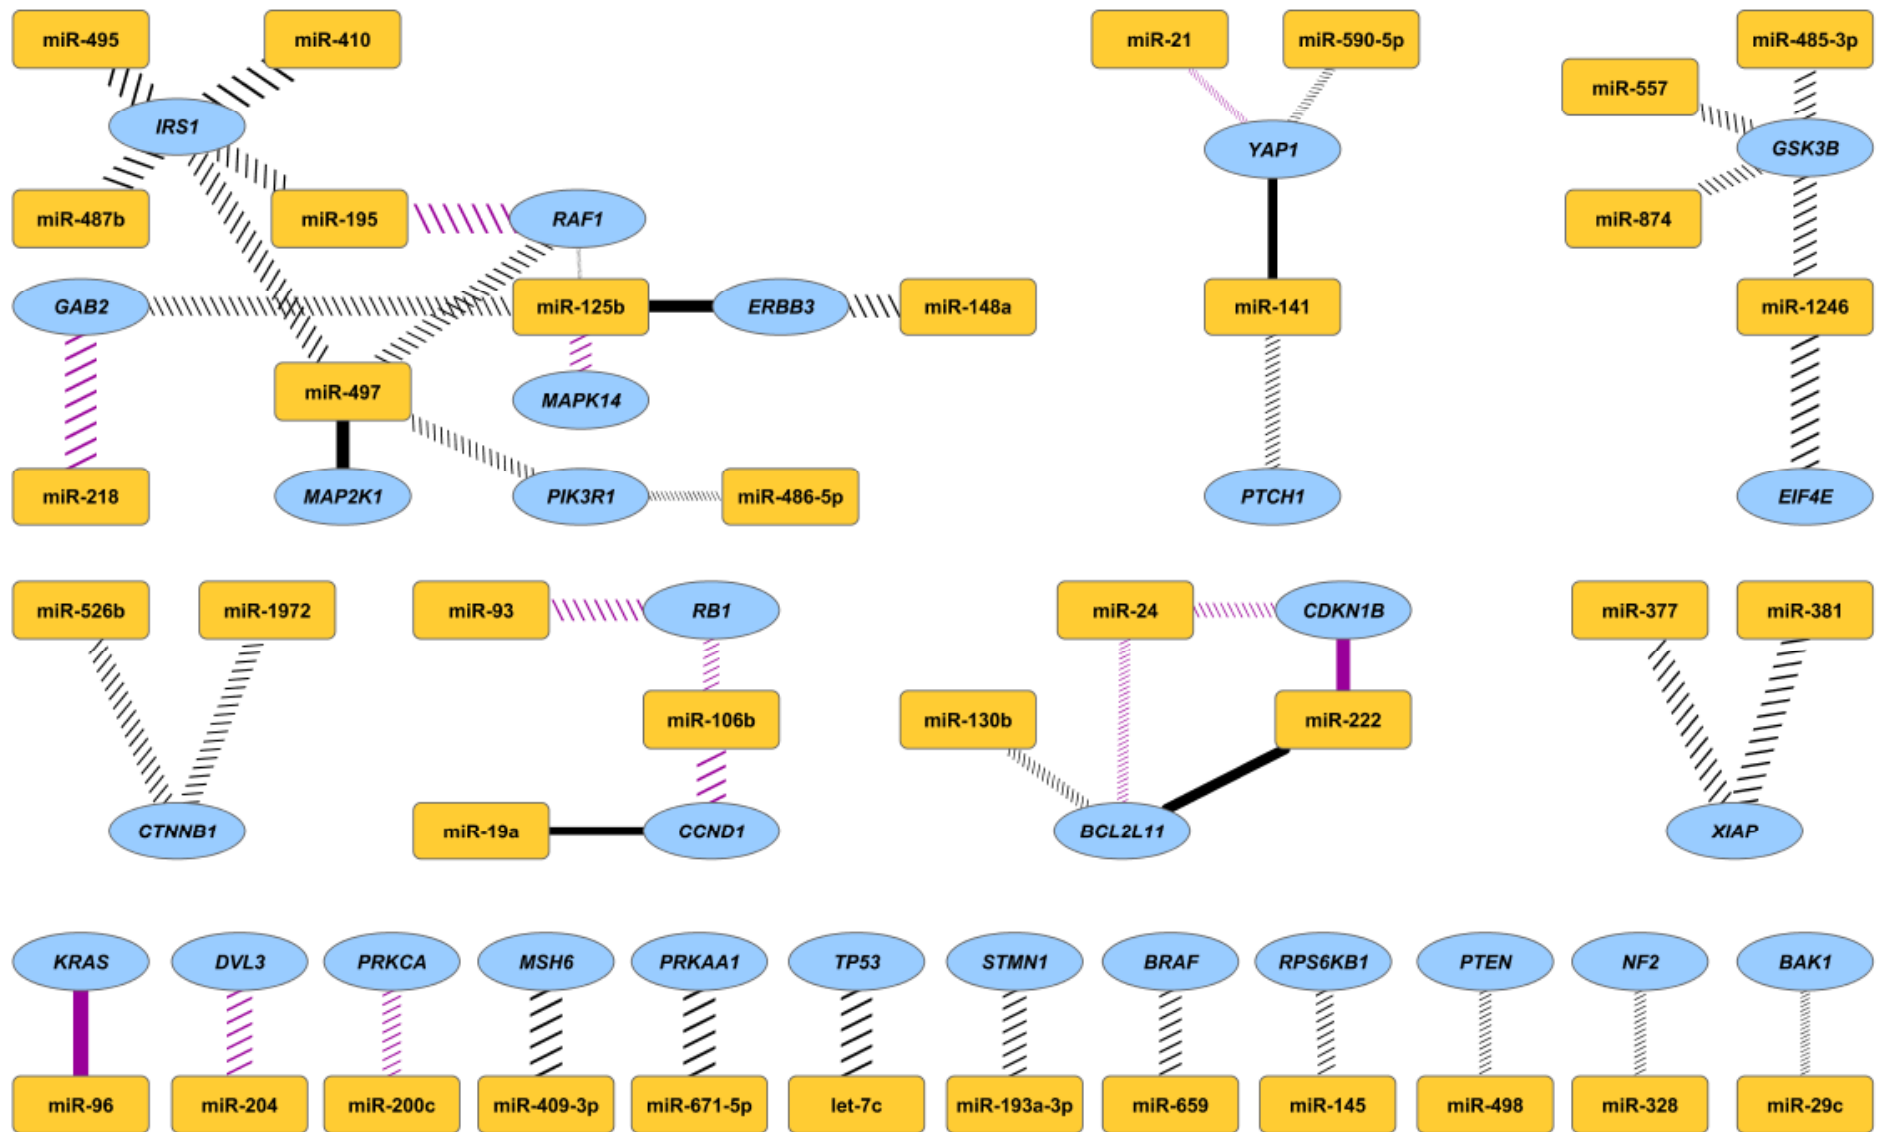 miR-495 miR-410 miR-21 miR-590-5p miR-485-3p
miR-557
IRS1 YAP1 GSK3B
miR-487b miR-195 RAF1 miR-874
GAB2 miR-125b ERBB3 miR-148a miR-141 miR-1246
miR-497 MAPK14
miR-218 MAP2K1 PIK3R1 miR-486-5p PTCH1 EIF4E
miR-526b miR-1972 miR-93 RB1 miR-24 CDKN1B miR-377 miR-381
miR-106b miR-130b miR-222
CTNNB1 miR-19a CCND1 BCL2L11 XIAP
KRAS DVL3 PRKCA MSH6 PRKAA1 TP53 STMN1 BRAF RPS6KB1 PTEN NF2 BAK1
miR-96 miR-204 miR-200c miR-409-3p miR-671-5p let-7c miR-193a-3p miR-659 miR-145 miR-498 miR-328 miR-29c